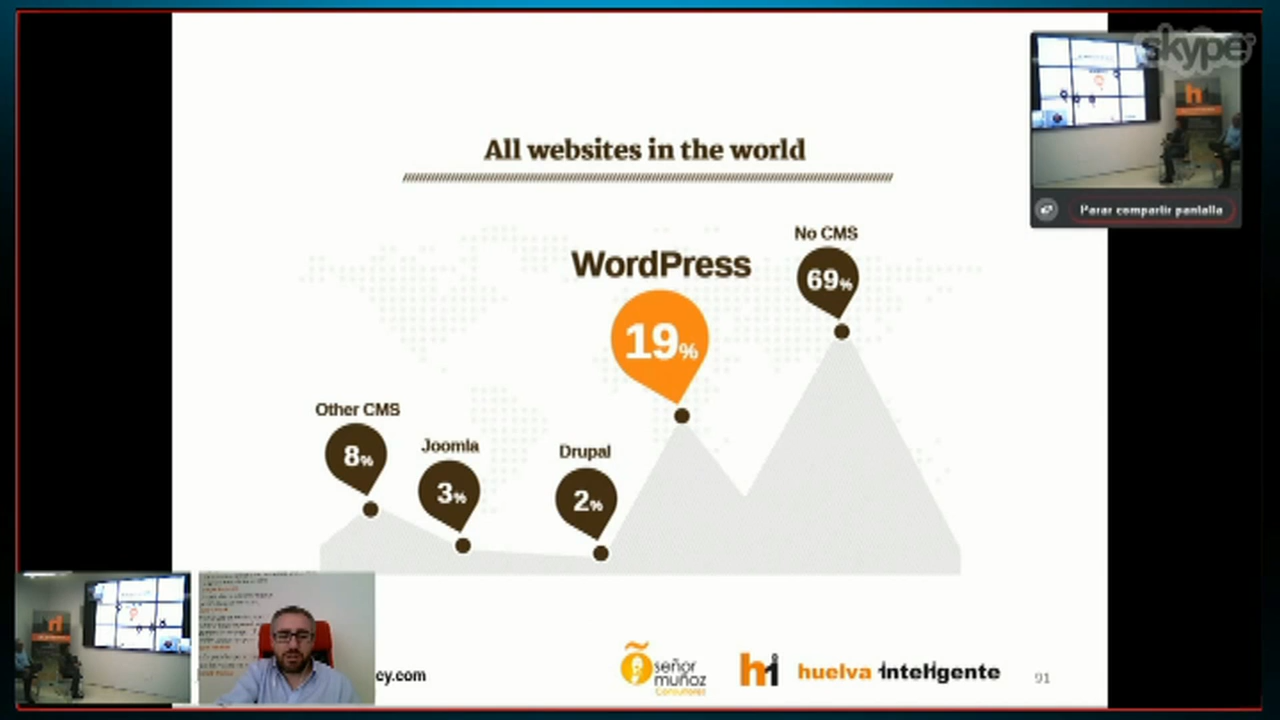 skype
All websites in the world
Parar compartir pantalla
No CMS
69%
WordPress
19%
Other CMS
8%
Joomla
3%
Drupal
2%
cy.com
señor
muñoz
Consultores
huelva inteligente
91